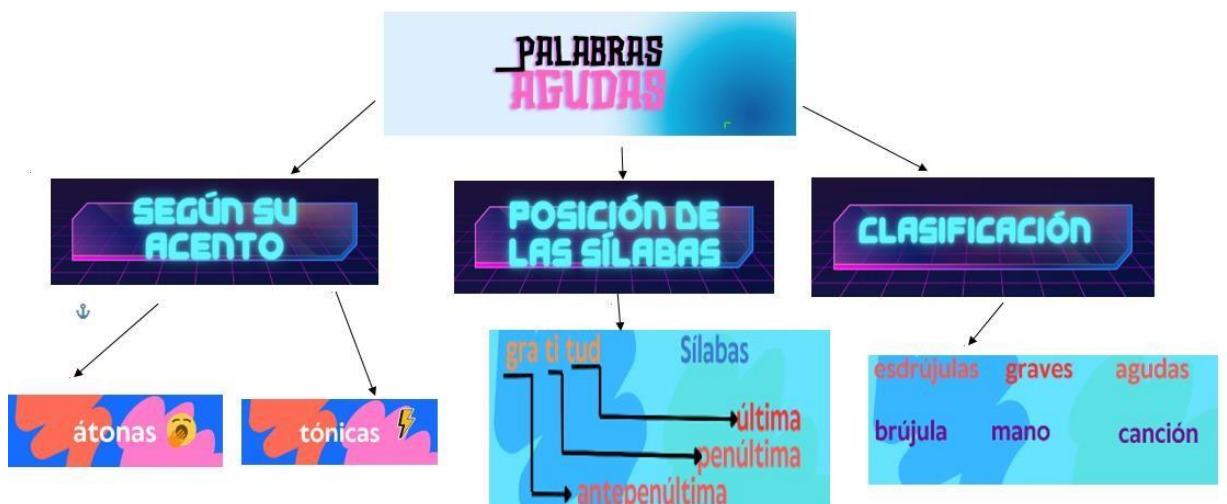 PALABRAS
AGUDAS
SEGÚN SU
ACENTO
POSICIÓN DE
LAS SÍLABAS
CLASIFICACIÓN
átonas
tónicas
gra ti tud Sílabas
última
penúltima
antepenúltima
esdrújulas graves agudas
brújula mano canción